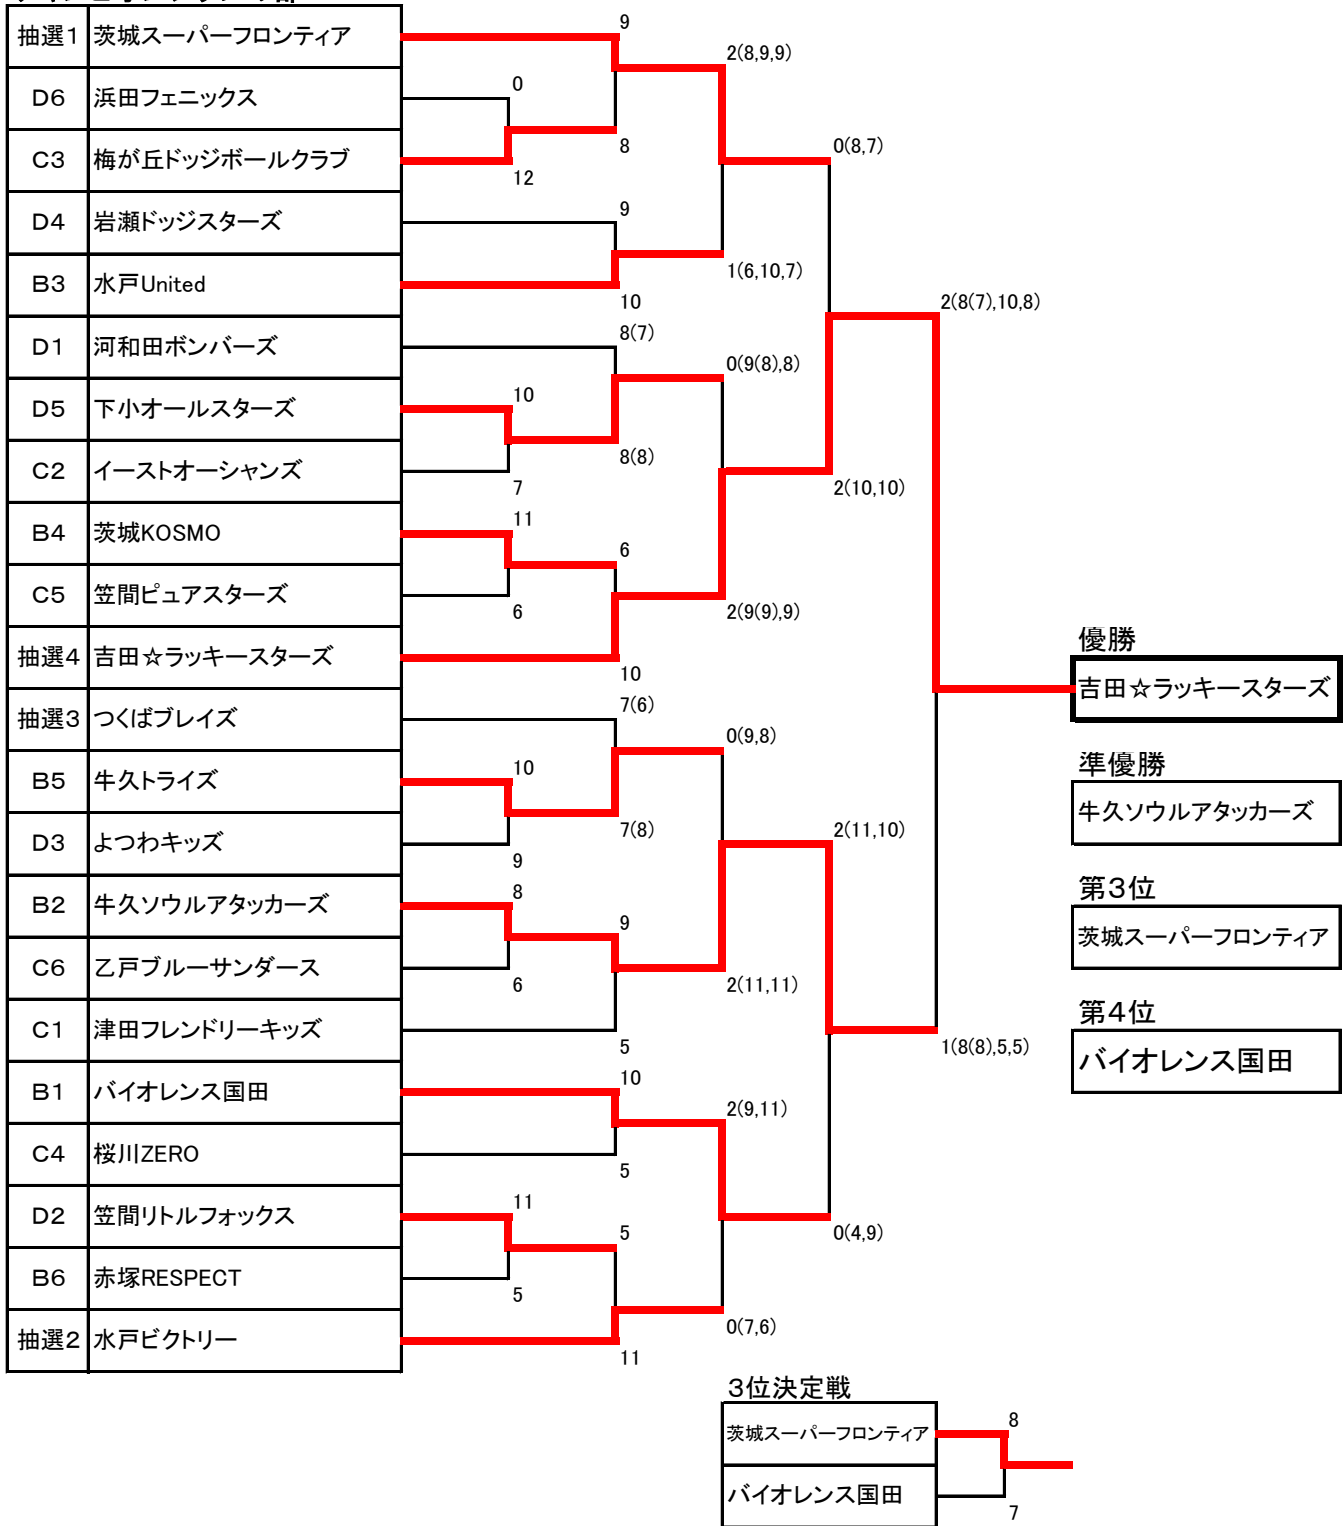 抽選1 茨城スーパーフロンティア
D6 浜田フェニックス
C3 梅が丘ドッジボールクラブ
D4 岩瀬ドッジスターズ
B3 水戸United
D1 河和田ボンバーズ
D5 下小オールスターズ
C2 イーストオーシャンズ
B4 茨城KOSMO
C5 笠間ピュアスターズ
抽選4 吉田☆ラッキースターズ
抽選3 つくばブレイズ
B5 牛久トライズ
D3 よつわキッズ
B2 牛久ソウルアタッカーズ
C6 乙戸ブルーサンダース
C1 津田フレンドリーキッズ
B1 バイオレンス国田
C4 桜川ZERO
D2 笠間リトルフォックス
B6 赤塚RESPECT
抽選2 水戸ビクトリー
0
12
10
7
11
6
10
9
8
6
11
5
9
8
9
10
8(7)
8(8)
6
10
7(6)
7(8)
9
5
10
5
5
11
2(8,9,9)
1(6,10,7)
0(9(8),8)
2(9(9),9)
0(9,8)
2(11,11)
2(9,11)
0(7,6)
0(8,7)
2(10,10)
2(11,10)
0(4,9)
2(8(7),10,8)
1(8(8),5,5)
優勝
吉田☆ラッキースターズ
準優勝
牛久ソウルアタッカーズ
第3位
茨城スーパーフロンティア
第4位
バイオレンス国田
3位決定戦
茨城スーパーフロンティア
バイオレンス国田
8
7